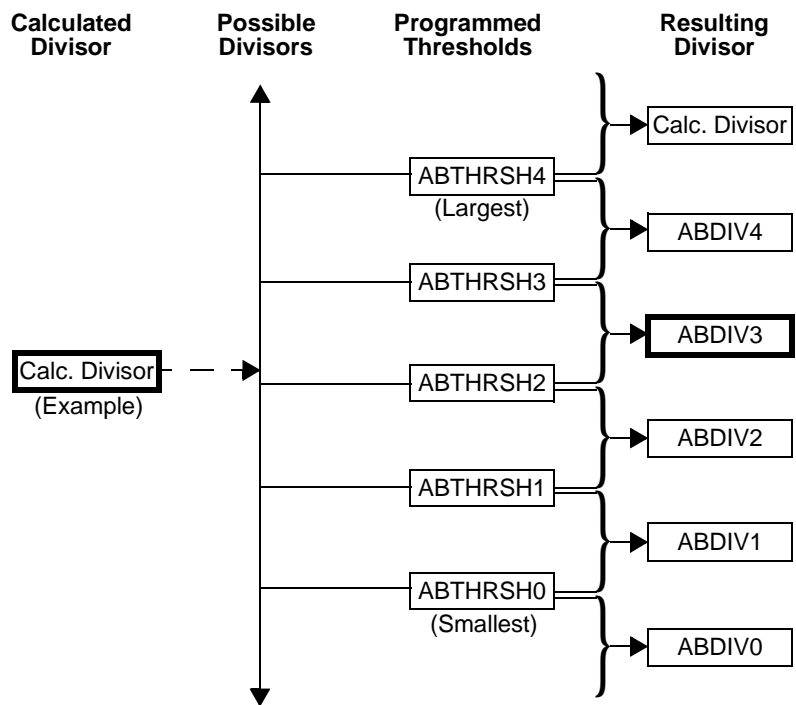 Calculated
Divisor
Possible
Divisors
Programmed
Thresholds
Resulting
Divisor
Calc. Divisor
ABTHRSH4
(Largest)
ABDIV4
ABTHRSH3
ABDIV3
Calc. Divisor
(Example)
ABTHRSH2
ABDIV2
ABTHRSH1
ABDIV1
ABTHRSH0
(Smallest)
ABDIV0